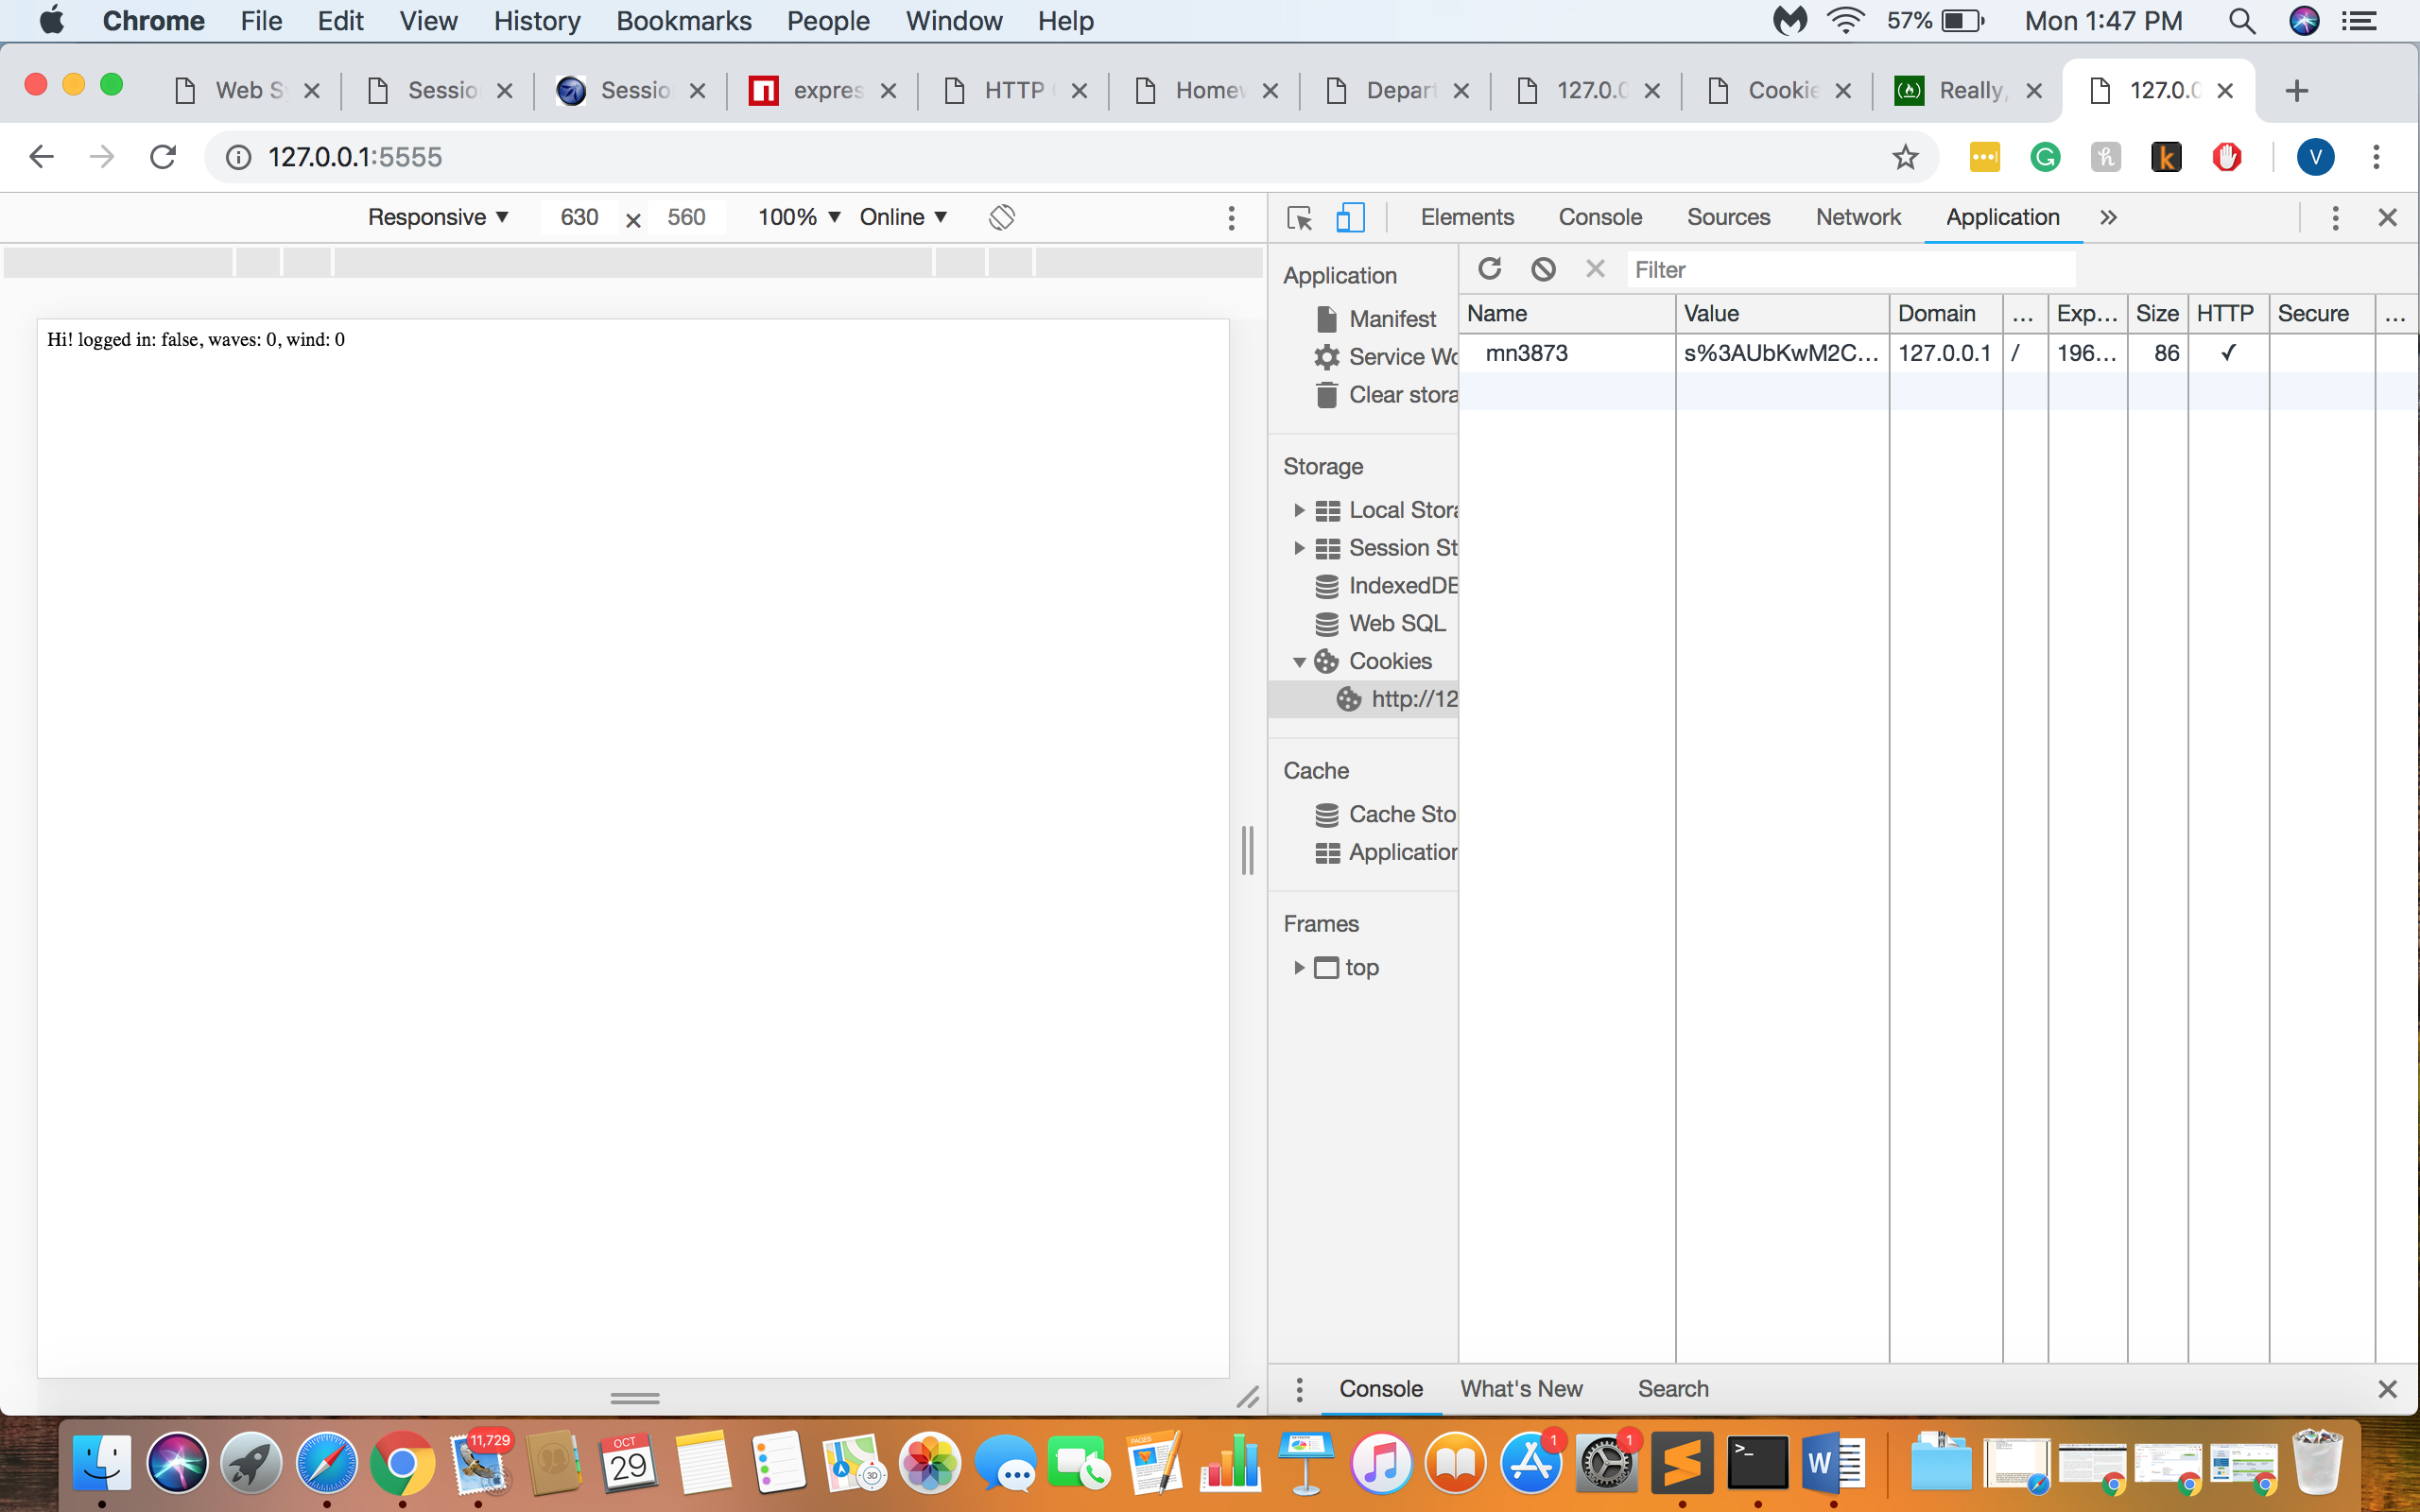 Chrome File Edit View History Bookmarks People Window Help 57% Mon 1:47 PM
Web S Sessio Sessio expres HTTP Homew Depart 127.0.0 Cookie Really, 127.0.0
127.0.0.1:5555
V
Responsive 630 × 560 100% Online
Elements Console Sources Network Application
Filter
Application
Manifest
Service Wo
Clear stora
Storage
Local Stora
Session St
IndexedDB
Web SQL
Cookies
http://12
Cache
Cache Sto
Application
Frames
top
Name Value Domain ... Exp... Size HTTP Secure ...
mn3873 s%3AUbKwM2C... 127.0.0.1 / 196... 86 ✓
Hi! logged in: false, waves: 0, wind: 0
Console What's New Search
11,729
OCT
29
3D
PAGES
1
1
W